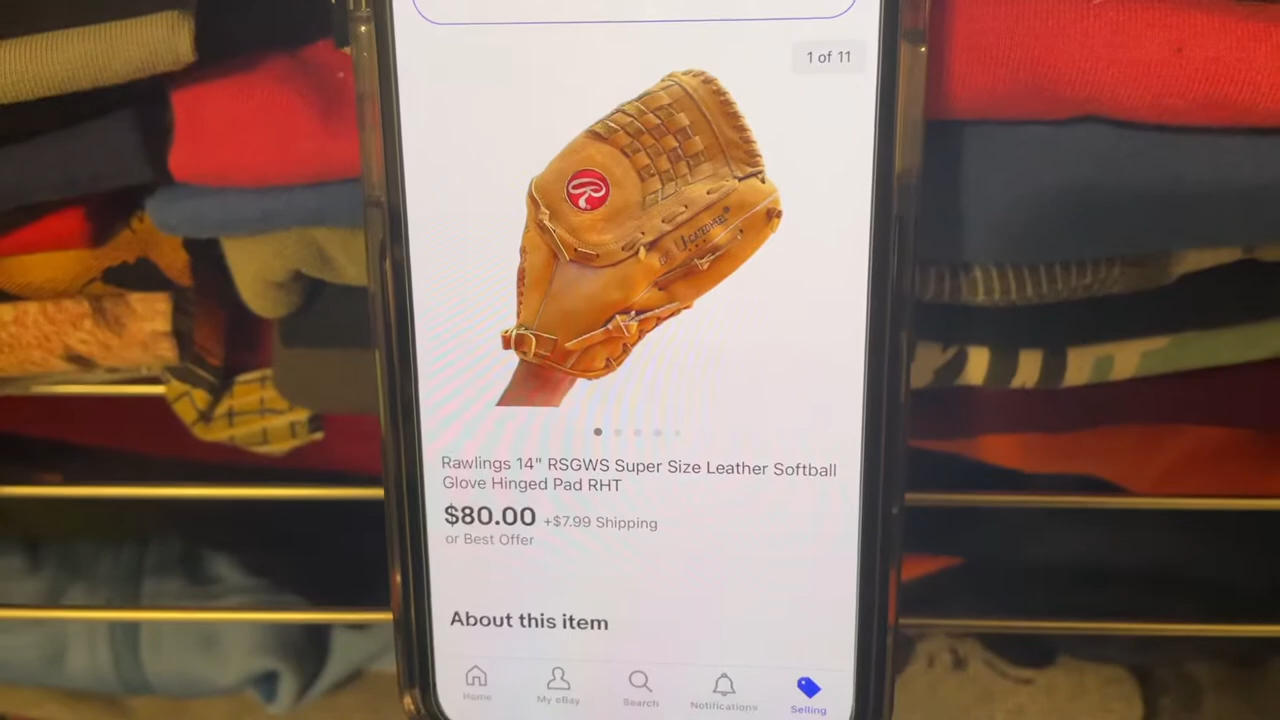 1 of 11
R
Rawlings 14" RSGWS Super Size Leather Softball
Glove Hinged Pad RHT
$80.00 +$7.99 Shipping
or Best Offer
About this item
Home
My eBay
Search
Notifications
Selling